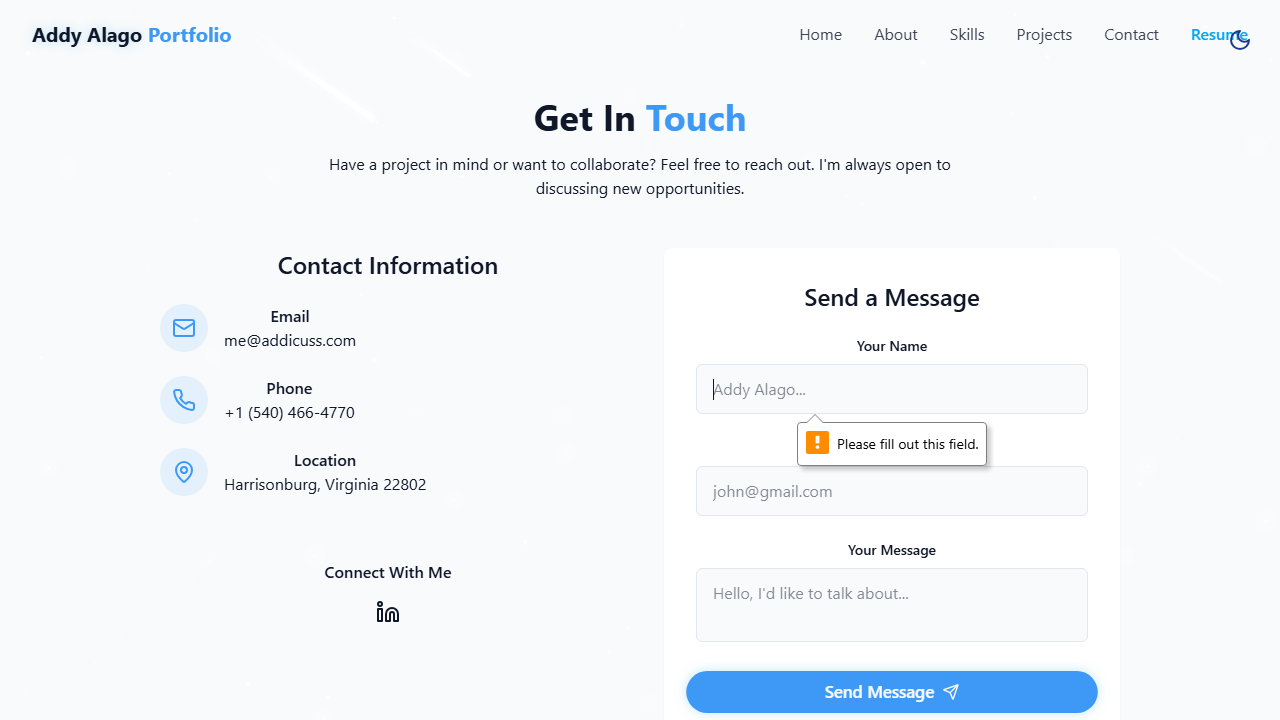 Addy Alago Portfolio
Home
About
Skills
Projects
Contact
Resume
Get In Touch
Have a project in mind or want to collaborate? Feel free to reach out. I'm always open to
discussing new opportunities.
Contact Information
Email
me@addicuss.com
Phone
+1 (540) 466-4770
Location
Harrisonburg, Virginia 22802
Connect With Me
Send a Message
Your Name
Addy Alago...
Please fill out this field.
john@gmail.com
Your Message
Hello, I'd like to talk about...
Send Message